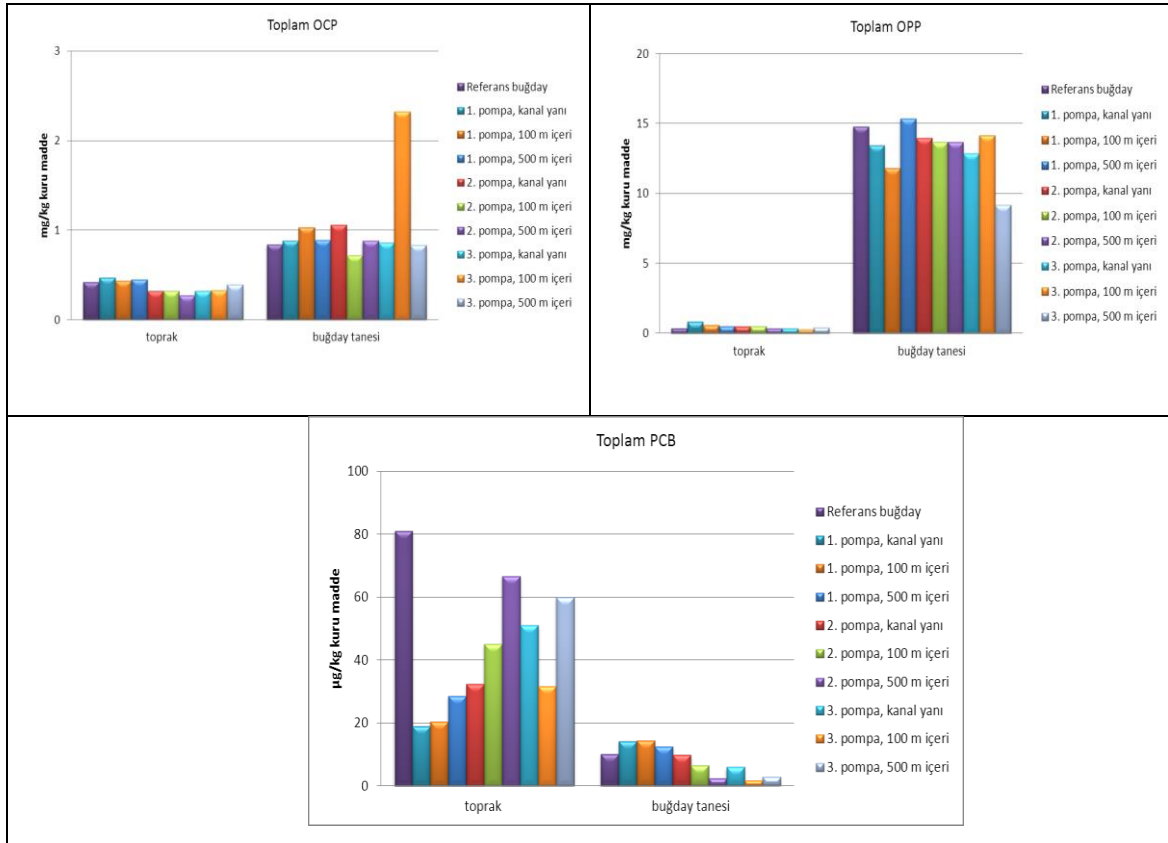 Toplam OCP
3
2
1
0
mg/kg kuru madde
toprak
buğday tanesi
Referans buğday
1. pompa, kanal yanı
1. pompa, 100 m içeri
1. pompa, 500 m içeri
2. pompa, kanal yanı
2. pompa, 100 m içeri
2. pompa, 500 m içeri
3. pompa, kanal yanı
3. pompa, 100 m içeri
3. pompa, 500 m içeri
Toplam OPP
20
15
10
5
0
mg/kg kuru madde
toprak
buğday tanesi
Referans buğday
1. pompa, kanal yanı
1. pompa, 100 m içeri
1. pompa, 500 m içeri
2. pompa, kanal yanı
2. pompa, 100 m içeri
2. pompa, 500 m içeri
3. pompa, kanal yanı
3. pompa, 100 m içeri
3. pompa, 500 m içeri
Toplam PCB
100
80
60
40
20
0
µg/kg kuru madde
toprak
buğday tanesi
Referans buğday
1. pompa, kanal yanı
1. pompa, 100 m içeri
1. pompa, 500 m içeri
2. pompa, kanal yanı
2. pompa, 100 m içeri
2. pompa, 500 m içeri
3. pompa, kanal yanı
3. pompa, 100 m içeri
3. pompa, 500 m içeri